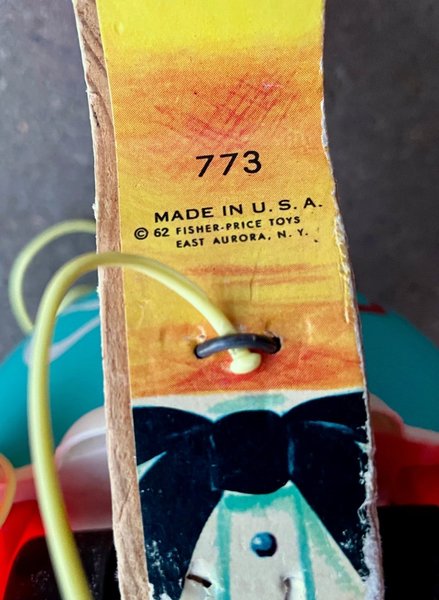 773
MADE IN U.S.A.
© 62 FISHER-PRICE TOYS
EAST AURORA, N.Y.